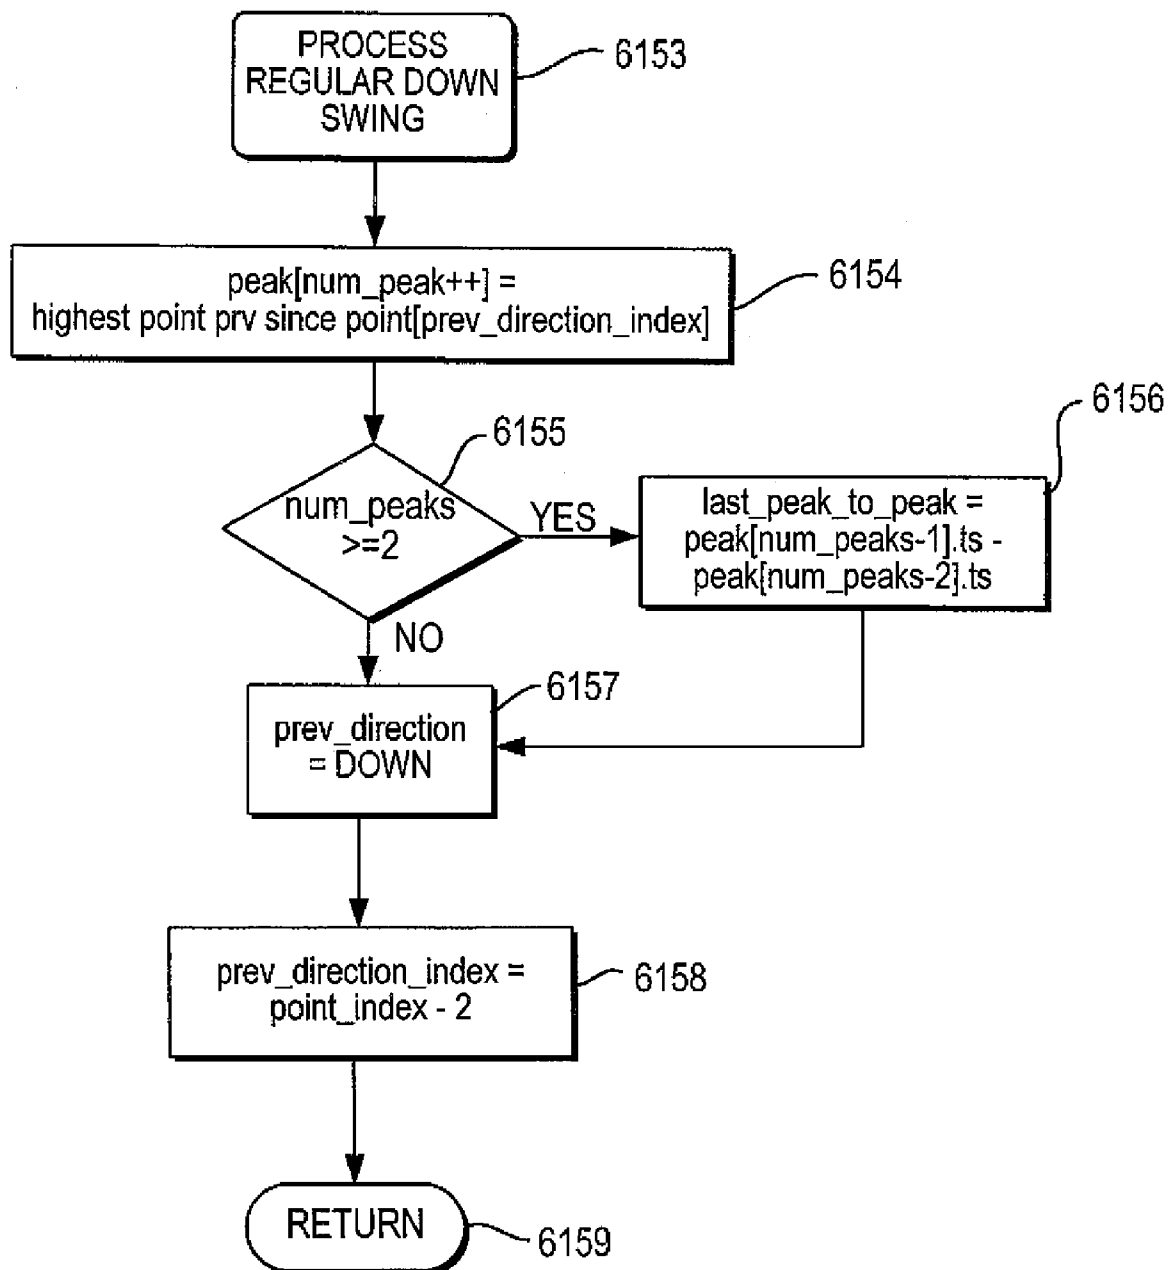 PROCESS
REGULAR DOWN
SWING
6153
peak[num_peak++] =
highest point prv since point[prev_direction_index]
6154
num_peaks
>=2
6155
YES
last_peak_to_peak =
peak[num_peaks-1].ts -
peak[num_peaks-2].ts
6156
NO
prev_direction
= DOWN
6157
prev_direction_index =
point_index - 2
6158
RETURN
6159